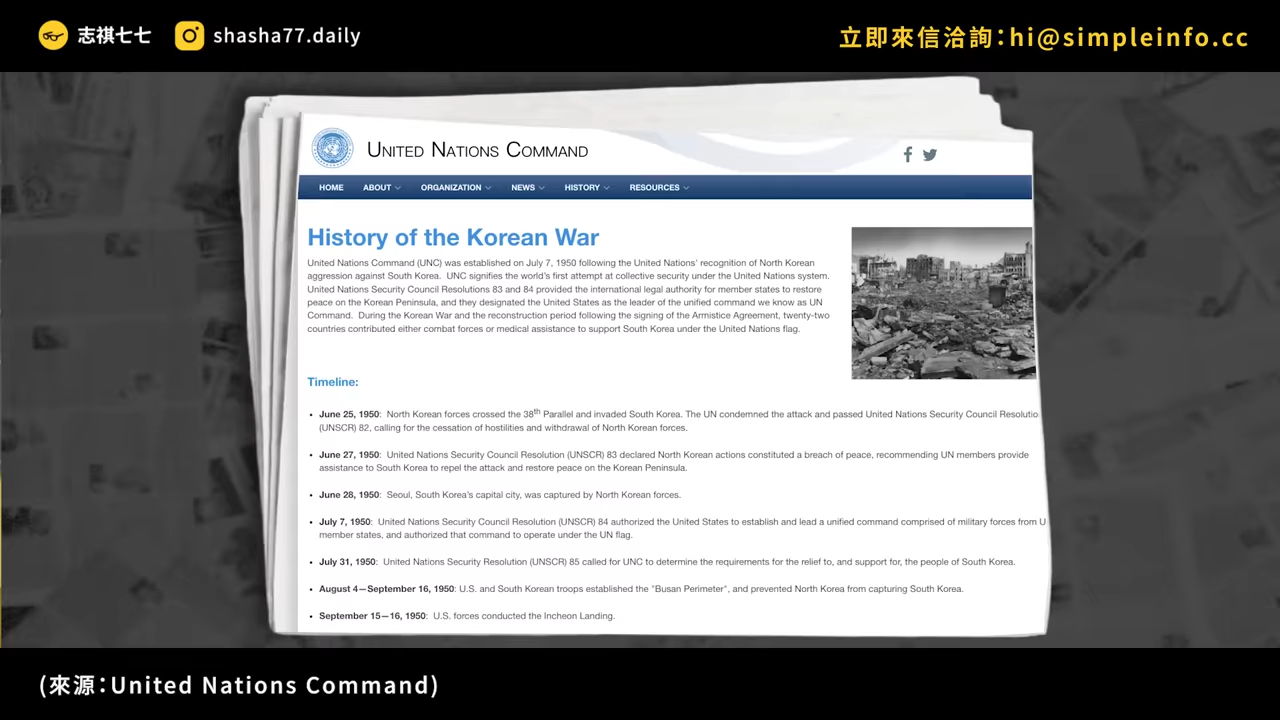 志祺七七
shasha77.daily
立即來信洽詢：hi@simpleinfo.cc
UNITED NATIONS COMMAND
HOME ABOUT ORGANIZATION NEWS HISTORY RESOURCES
History of the Korean War
United Nations Command (UNC) was established on July 7, 1950 following the United Nations' recognition of North Korean
aggression against South Korea. UNC signifies the world's first attempt at collective security under the United Nations system.
United Nations Security Council Resolutions 83 and 84 provided the international legal authority for member states to restore
peace on the Korean Peninsula, and they designated the United States as the leader of the unified command we know as UN
Command. During the Korean War and the reconstruction period following the signing of the Armistice Agreement, twenty-two
countries contributed either combat forces or medical assistance to support South Korea under the United Nations flag.
Timeline:
• June 25, 1950: North Korean forces crossed the 38th Parallel and invaded South Korea. The UN condemned the attack and passed United Nations Security Council Resolutio
(UNSCR) 82, calling for the cessation of hostilities and withdrawal of North Korean forces.
• June 27, 1950: United Nations Security Council Resolution (UNSCR) 83 declared North Korean actions constituted a breach of peace, recommending UN members provide
assistance to South Korea to repel the attack and restore peace on the Korean Peninsula.
• June 28, 1950: Seoul, South Korea's capital city, was captured by North Korean forces.
• July 7, 1950: United Nations Security Council Resolution (UNSCR) 84 authorized the United States to establish and lead a unified command comprised of military forces from U
member states, and authorized that command to operate under the UN flag.
• July 31, 1950: United Nations Security Resolution (UNSCR) 85 called for UNC to determine the requirements for the relief to, and support for, the people of South Korea.
• August 4—September 16, 1950: U.S. and South Korean troops established the "Busan Perimeter", and prevented North Korea from capturing South Korea.
• September 15—16, 1950: U.S. forces conducted the Incheon Landing.
(來源：United Nations Command)